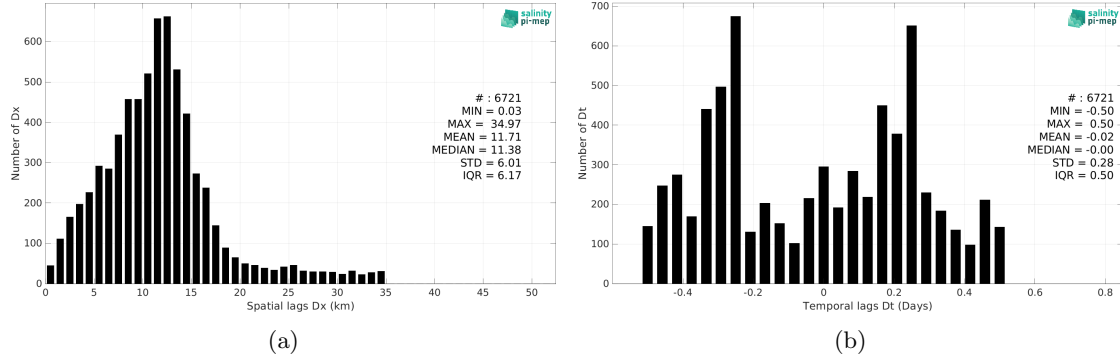 salinity
pi-mep
600
500
400
300
200
100
0
Number of Dx
# : 6721
MIN = 0.03
MAX = 34.97
MEAN = 11.71
MEDIAN = 11.38
STD = 6.01
IQR = 6.17
0 5 10 15 20 25 30 35 40 45 50
Spatial lags Dx (km)
(a)
salinity
pi-mep
700
600
500
400
300
200
100
0
Number of Dt
# : 6721
MIN = -0.50
MAX = 0.50
MEAN = -0.02
MEDIAN = -0.00
STD = 0.28
IQR = 0.50
-0.4 -0.2 0 0.2 0.4 0.6 0.8
Temporal lags Dt (Days)
(b)